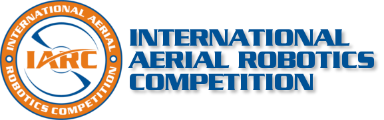 INTERNATIONAL AERIAL
IARC
ROBOTICS COMPETITION
INTERNATIONAL
AERIAL ROBOTICS
COMPETITION